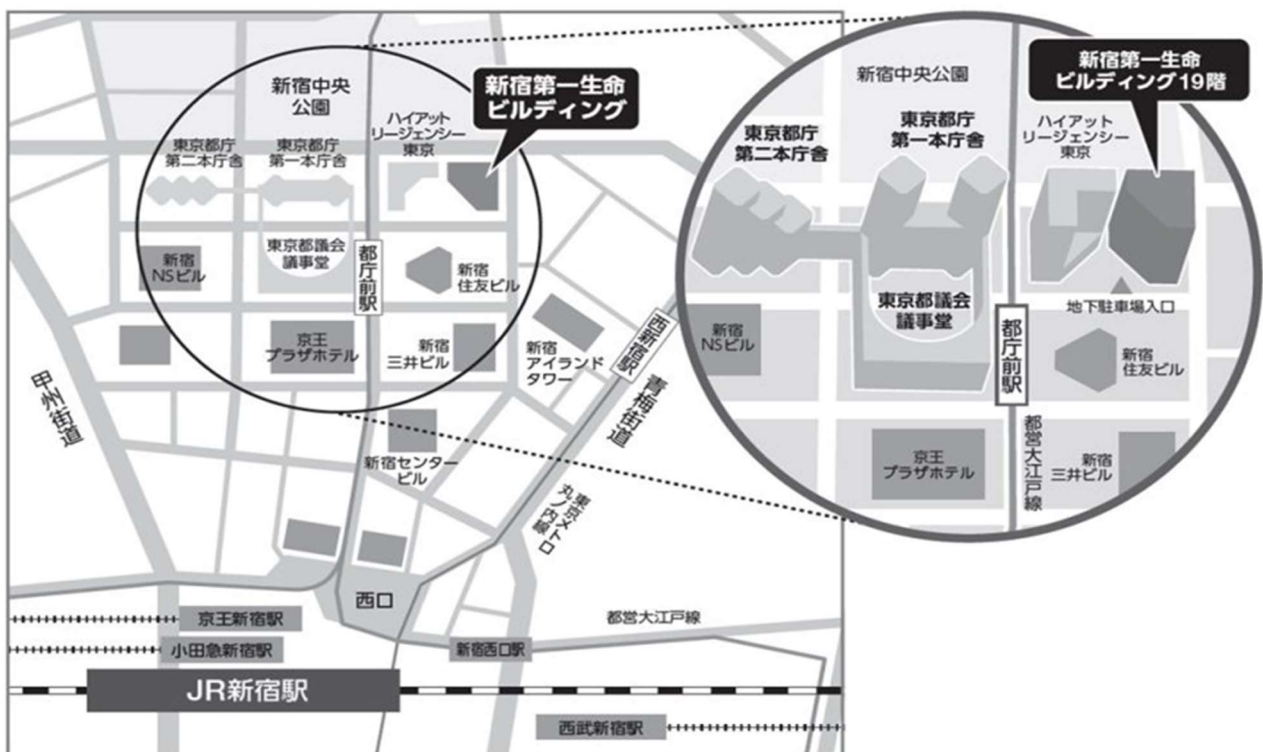 新宿中央
公園
新宿第一生命
ビルディング
ハイアット
リージェンシー
東京
東京都庁
第二本庁舎
東京都庁
第一本庁舎
東京都議会
議事堂
都庁前駅
新宿
NSビル
新宿
住友ビル
京王
プラザホテル
新宿
三井ビル
新宿
アイランド
タワー
西新宿駅
青梅街道
甲州街道
新宿センター
ビル
東京メトロ
丸ノ内線
西口
京王新宿駅
小田急新宿駅
新宿西口駅
都営大江戸線
JR新宿駅
西武新宿駅
新宿中央公園
新宿第一生命
ビルディング19階
東京都庁
第二本庁舎
東京都庁
第一本庁舎
ハイアット
リージェンシー
東京
東京都議会
議事堂
地下駐車場入口
新宿
NSビル
都庁前駅
新宿
住友ビル
京王
プラザホテル
都営大江戸線
新宿
三井ビル